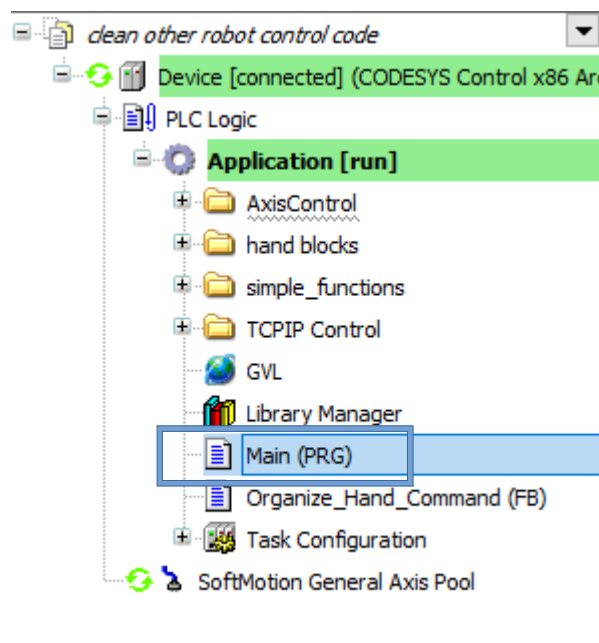 clean other robot control code
Device [connected] (CODESYS Control x86 Ar
PLC Logic
Application [run]
AxisControl
hand blocks
simple_functions
TCPIP Control
GVL
Library Manager
Main (PRG)
Organize_Hand_Command (FB)
Task Configuration
SoftMotion General Axis Pool